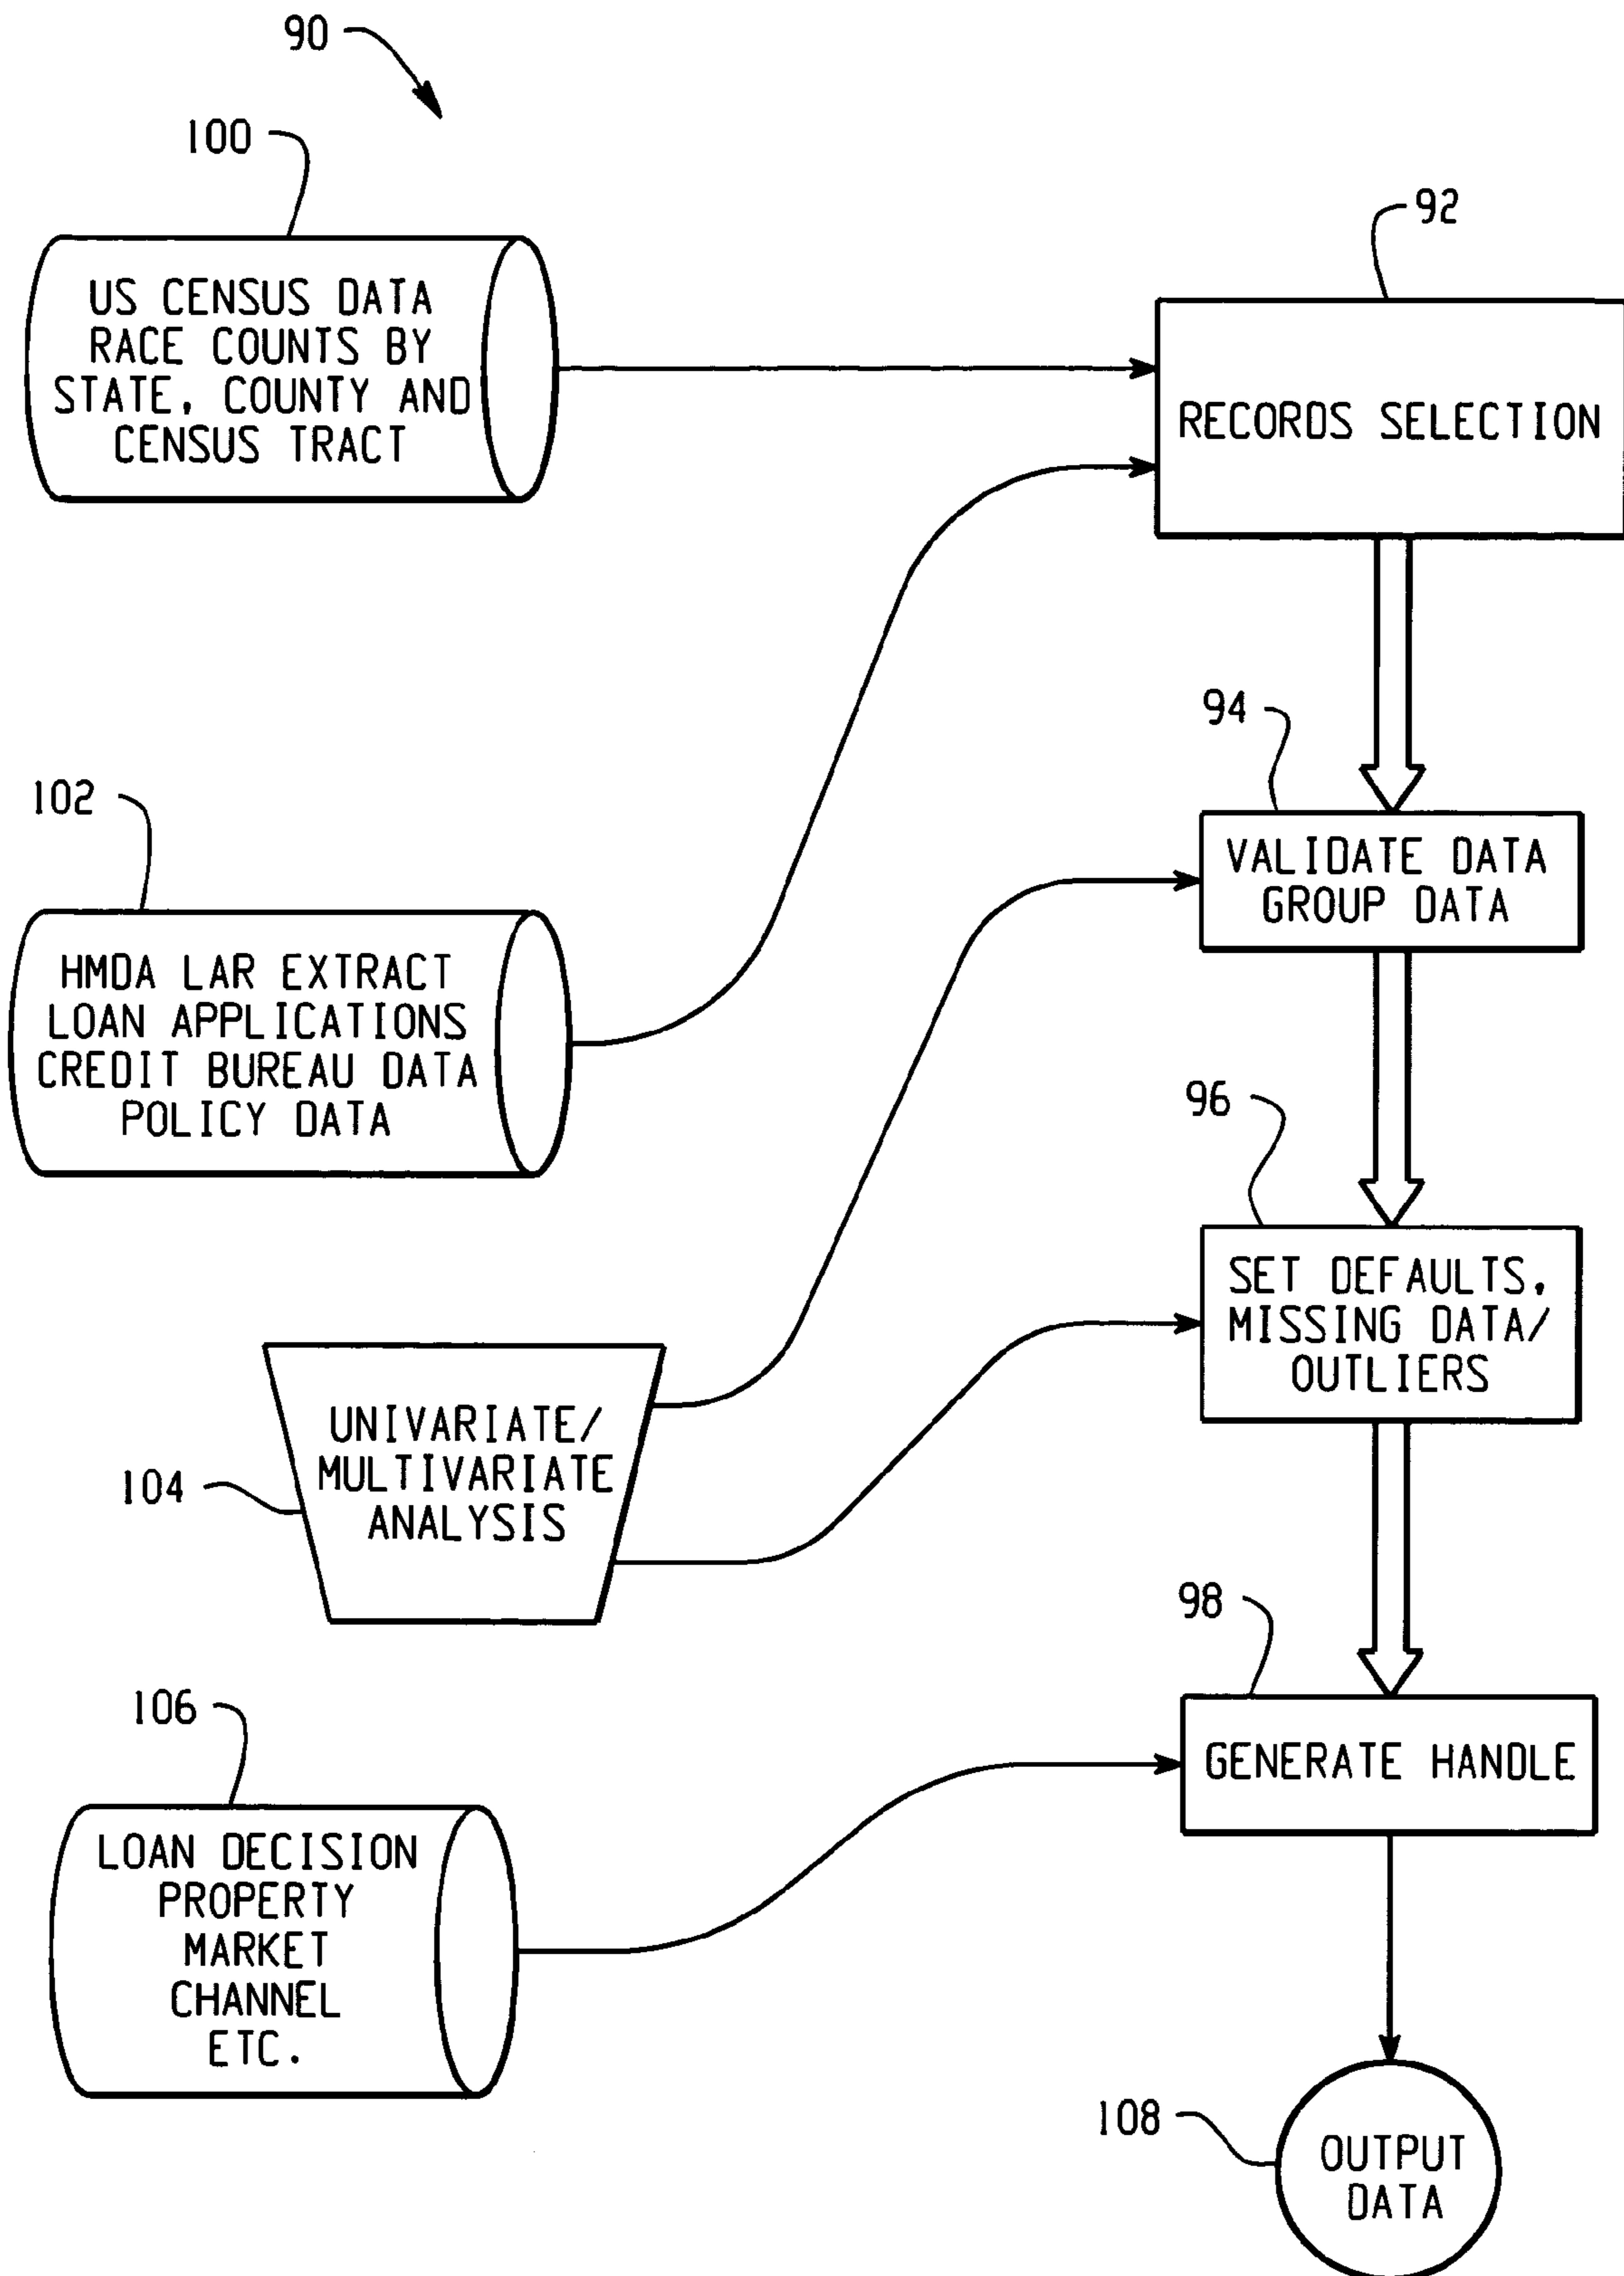 90
100
US CENSUS DATA
RACE COUNTS BY
STATE, COUNTY AND
CENSUS TRACT
92
RECORDS SELECTION
94
VALIDATE DATA
GROUP DATA
102
HMDA LAR EXTRACT
LOAN APPLICATIONS
CREDIT BUREAU DATA
POLICY DATA
96
SET DEFAULTS,
MISSING DATA/
OUTLIERS
104
UNIVARIATE/
MULTIVARIATE
ANALYSIS
98
GENERATE HANDLE
106
LOAN DECISION
PROPERTY
MARKET
CHANNEL
ETC.
108
OUTPUT
DATA